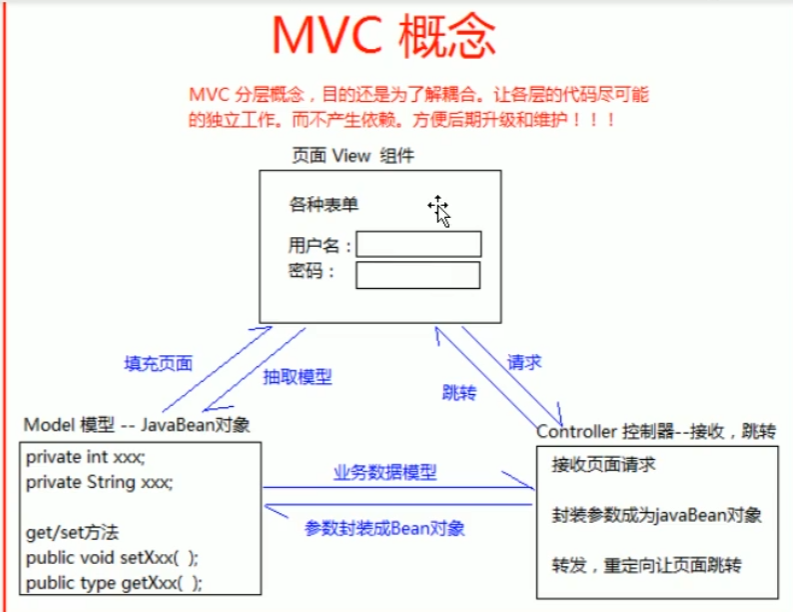 MVC 概念
MVC 分层概念，目的还是为了解耦合。让各层的代码尽可能
的独立工作。而不产生依赖。方便后期升级和维护！！！
页面 View 组件
各种表单
用户名：
密码：
填充页面
抽取模型
请求
跳转
Model 模型 -- JavaBean对象
private int xxx;
private String xxx;
get/set方法
public void setXxx( );
public type getXxx( );
业务数据模型
参数封装成Bean对象
Controller 控制器--接收，跳转
接收页面请求
封装参数成为javaBean对象
转发，重定向让页面跳转